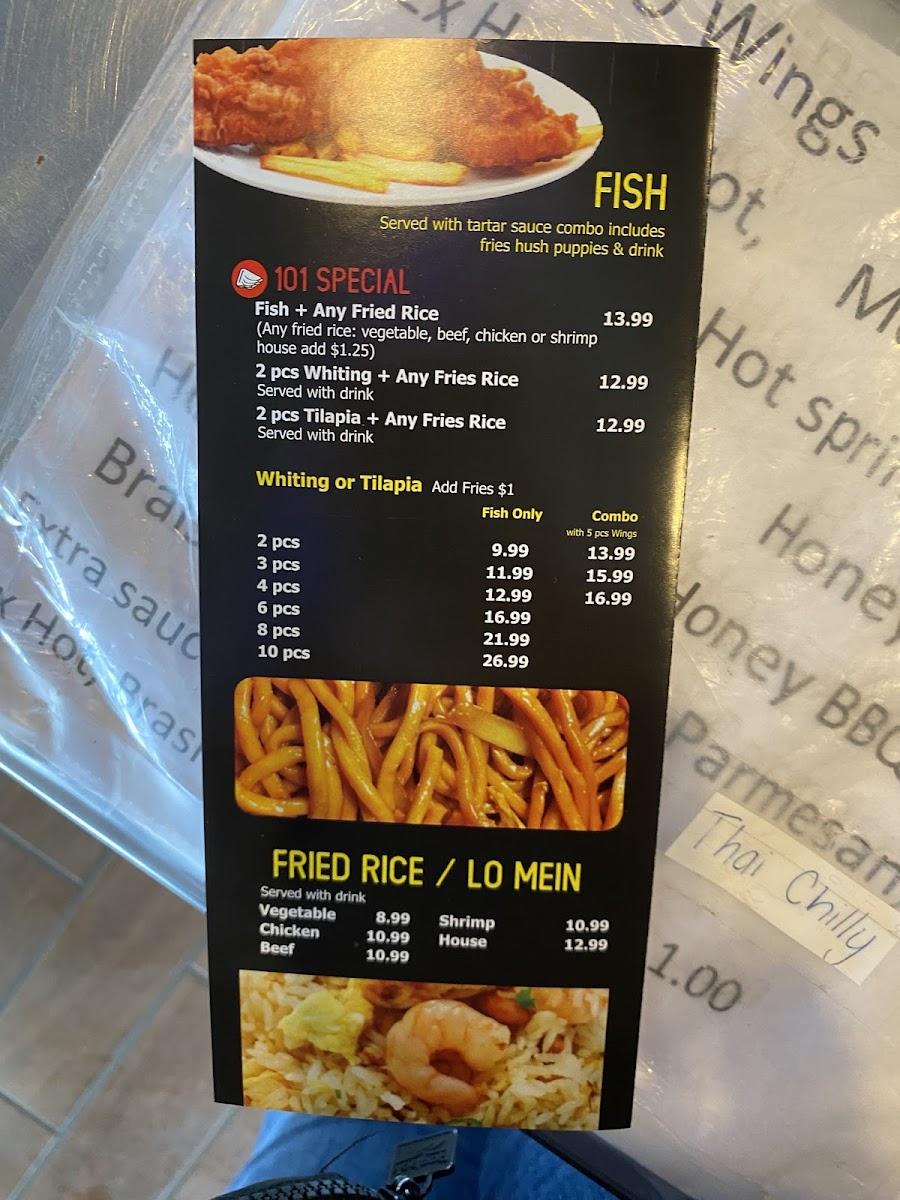 Wings
ot,
Hot spri
Honey
Honey BBQ
Parmesan
Thai Chilly
1.00
Extra sauc
x Hot,
FISH
Served with tartar sauce combo includes
fries hush puppies & drink
101 SPECIAL
Fish + Any Fried Rice 13.99
(Any fried rice: vegetable, beef, chicken or shrimp
house add $1.25)
2 pcs Whiting + Any Fries Rice 12.99
Served with drink
2 pcs Tilapia + Any Fries Rice 12.99
Served with drink
Whiting or Tilapia Add Fries $1
Fish Only Combo
with 5 pcs Wings
2 pcs 9.99 13.99
3 pcs 11.99 15.99
4 pcs 12.99 16.99
6 pcs 16.99
8 pcs 21.99
10 pcs 26.99
FRIED RICE / LO MEIN
Served with drink
Vegetable 8.99 Shrimp 10.99
Chicken 10.99 House 12.99
Beef 10.99